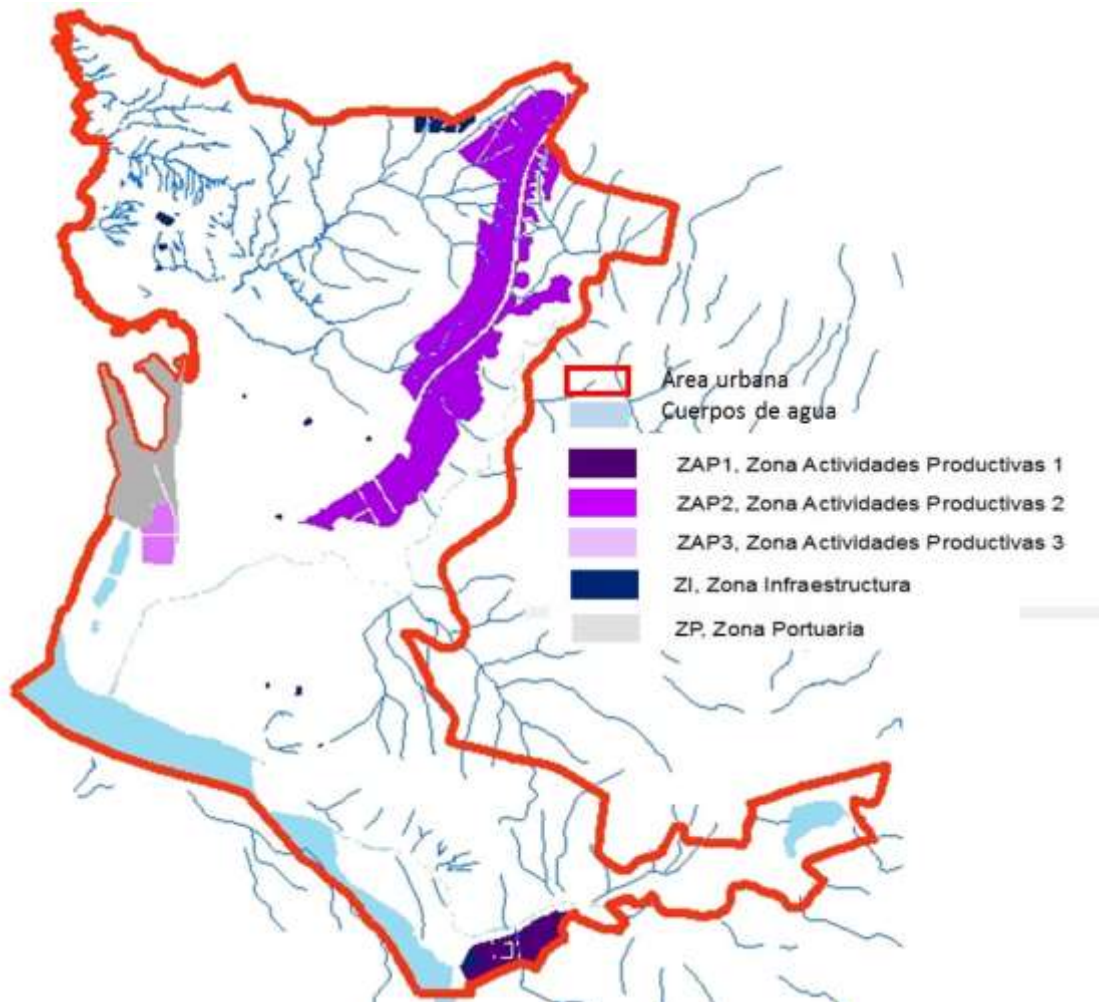 Área urbana
Cuerpos de agua
ZAP1, Zona Actividades Productivas 1
ZAP2, Zona Actividades Productivas 2
ZAP3, Zona Actividades Productivas 3
ZI, Zona Infraestructura
ZP, Zona Portuaria